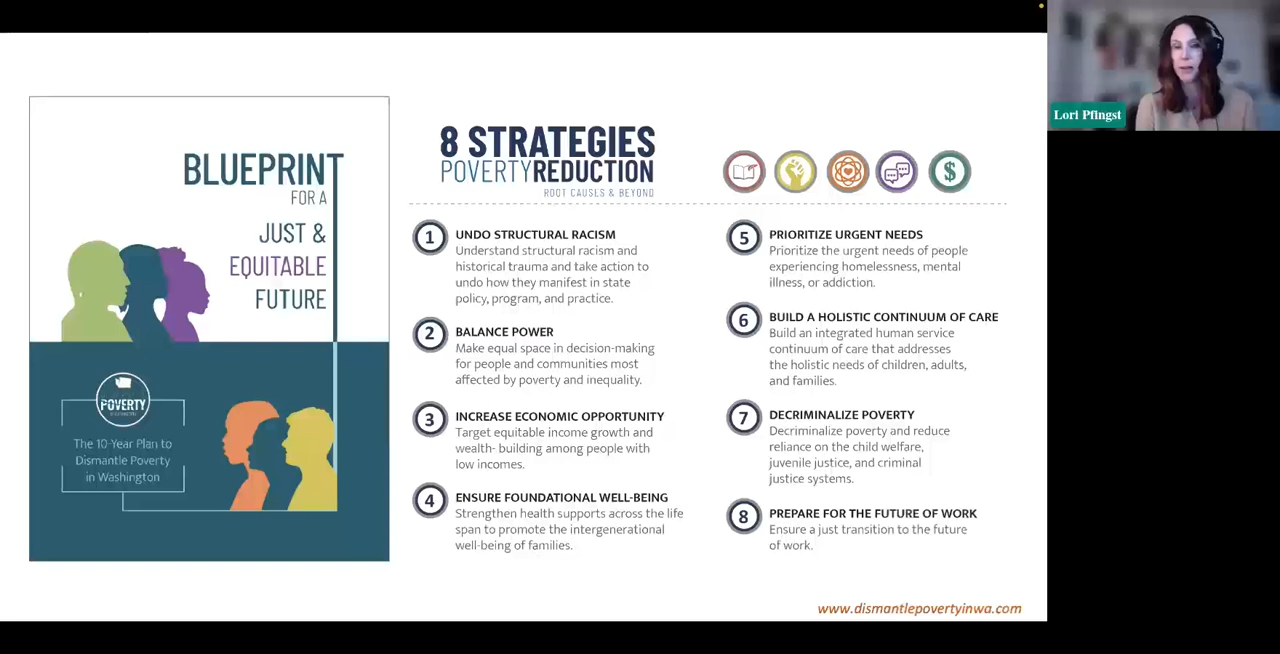 BLUEPRINT
FOR A
JUST &
EQUITABLE
FUTURE
POVERTY
The 10-Year Plan to
Dismantle Poverty
in Washington
8 STRATEGIES
POVERTYREDUCTION
ROOT CAUSES & BEYOND
$
1
UNDO STRUCTURAL RACISM
Understand structural racism and
historical trauma and take action to
undo how they manifest in state
policy, program, and practice.
2
BALANCE POWER
Make equal space in decision-making
for people and communities most
affected by poverty and inequality.
3
INCREASE ECONOMIC OPPORTUNITY
Target equitable income growth and
wealth- building among people with
low incomes.
4
ENSURE FOUNDATIONAL WELL-BEING
Strengthen health supports across the life
span to promote the intergenerational
well-being of families.
5
PRIORITIZE URGENT NEEDS
Prioritize the urgent needs of people
experiencing homelessness, mental
illness, or addiction.
6
BUILD A HOLISTIC CONTINUUM OF CARE
Build an integrated human service
continuum of care that addresses
the holistic needs of children, adults,
and families.
7
DECRIMINALIZE POVERTY
Decriminalize poverty and reduce
reliance on the child welfare,
juvenile justice, and criminal
justice systems.
8
PREPARE FOR THE FUTURE OF WORK
Ensure a just transition to the future
of work.
www.dismantlepovertyinwa.com
Lori Pfingst